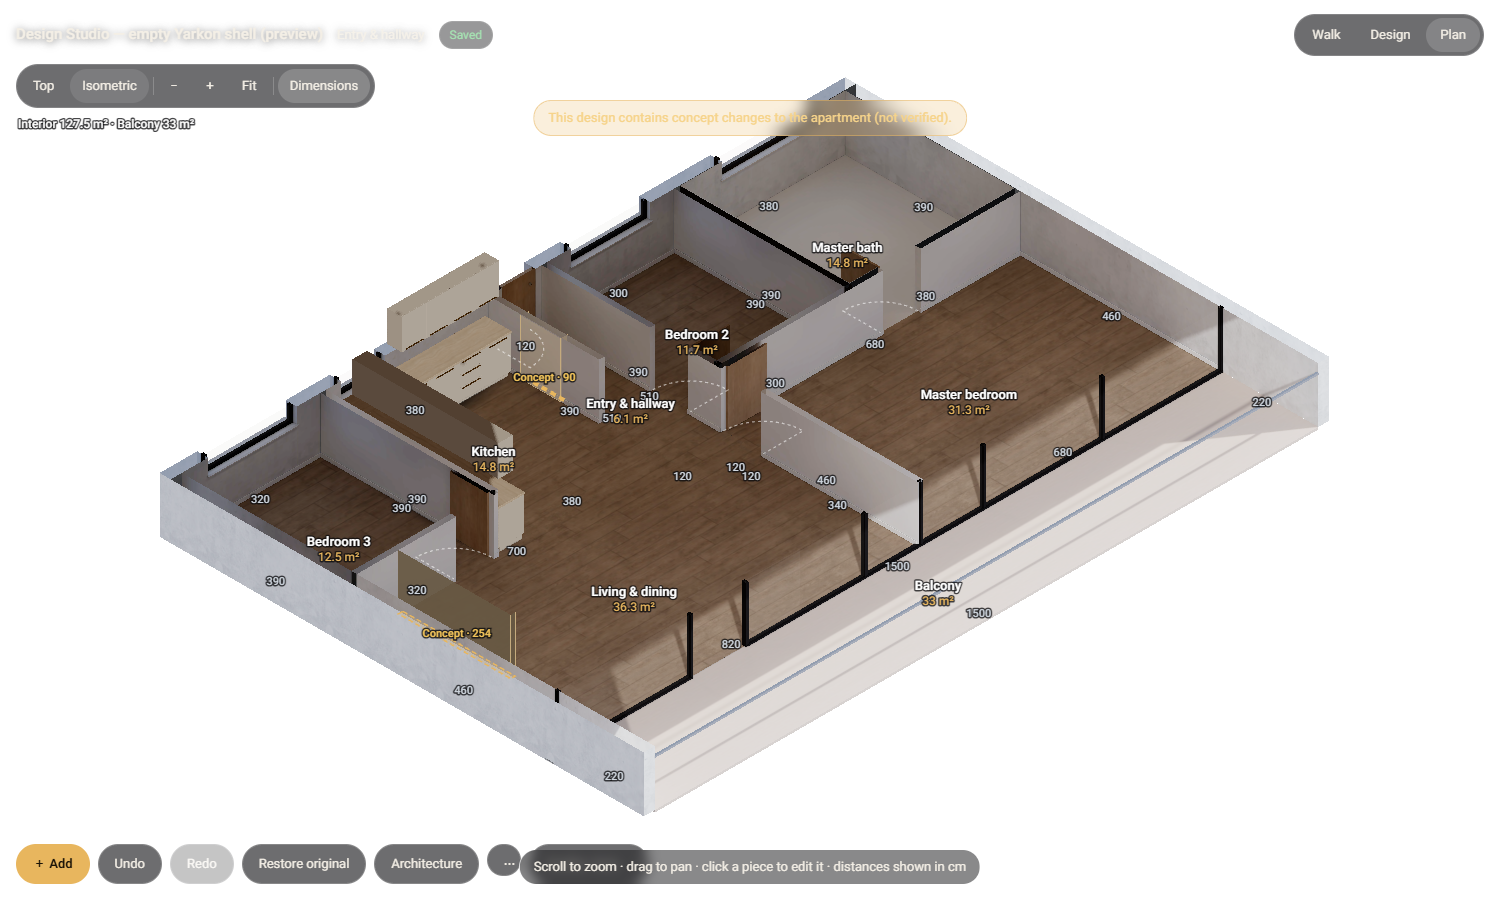 Design Studio — empty Yarkon shell (preview) Entry & hallway Saved
Walk Design Plan
Top Isometric − + Fit Dimensions
Interior 127.5 m² · Balcony 33 m²
This design contains concept changes to the apartment (not verified).
380 390
Master bath
14.8 m²
300 390
390
380
460
Bedroom 2
11.7 m²
680
120
Concept · 90
390
510
300
Master bedroom
31.3 m²
220
380
390
Entry & hallway
6.1 m²
51
Kitchen
14.8 m²
680
120
120
120
460
340
320 390
390
380
Bedroom 3
12.5 m²
700
1500
390
320
Living & dining
36.3 m²
Balcony
33 m²
1500
Concept · 254
820
460
220
+ Add Undo Redo Restore original Architecture ...
Scroll to zoom · drag to pan · click a piece to edit it · distances shown in cm